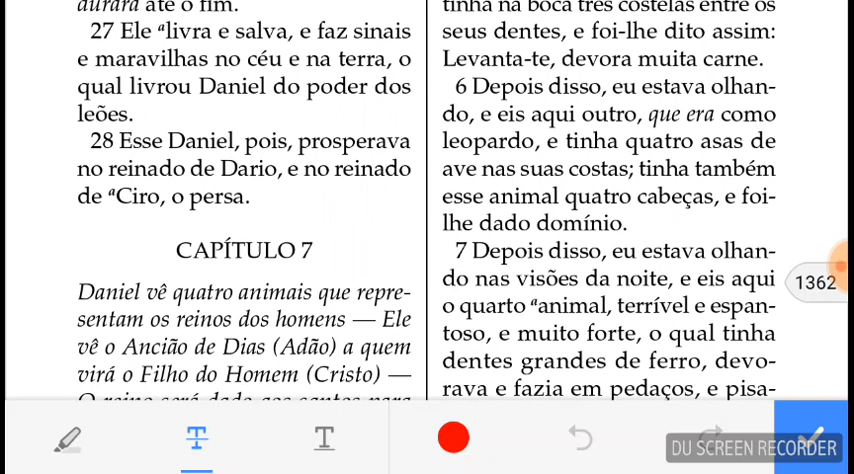 durará até o fim.
27 Ele ªlivra e salva, e faz sinais
e maravilhas no céu e na terra, o
qual livrou Daniel do poder dos
leões.
28 Esse Daniel, pois, prosperava
no reinado de Dario, e no reinado
de ªCiro, o persa.
CAPÍTULO 7
Daniel vê quatro animais que repre-
sentam os reinos dos homens — Ele
vê o Ancião de Dias (Adão) a quem
virá o Filho do Homem (Cristo) —
O reino será dado aos santos para
tinha na boca três costelas entre os
seus dentes, e foi-lhe dito assim:
Levanta-te, devora muita carne.
6 Depois disso, eu estava olhan-
do, e eis aqui outro, que era como
leopardo, e tinha quatro asas de
ave nas suas costas; tinha também
esse animal quatro cabeças, e foi-
lhe dado domínio.
7 Depois disso, eu estava olhan-
do nas visões da noite, e eis aqui
o quarto ªanimal, terrível e espan-
toso, e muito forte, o qual tinha
dentes grandes de ferro, devo-
rava e fazia em pedaços, e pisa-
1362
T T
DU SCREEN RECORDER